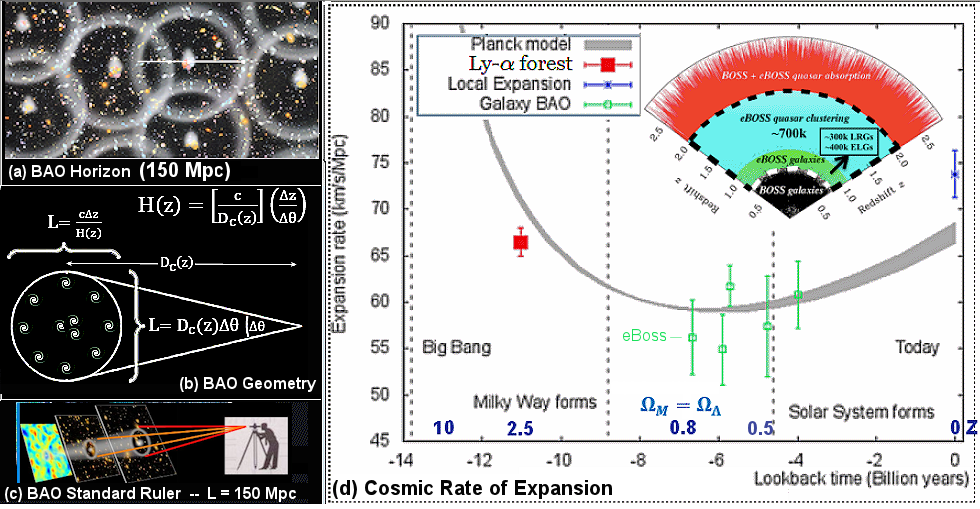 (a) BAO Horizon (150 Mpc)
H(z) = [c / D_C(z)] (Δz / Δθ)
L= cΔz / H(z)
D_C(z)
L= D_C(z)Δθ
Δθ
(b) BAO Geometry
(c) BAO Standard Ruler -- L = 150 Mpc
Expansion rate (km/s/Mpc)
90
85
80
75
70
65
60
55
50
45
Planck model
Ly-α forest
Local Expansion
Galaxy BAO
BOSS + eBOSS quasar absorption
eBOSS quasar clustering
~700k
~300k LRGs
~400k ELGs
eBOSS galaxies
BOSS galaxies
2.5
2.0
1.5
1.0
0.5
Redshift z
0.5
1.0
1.5
2.0
2.5
Redshift z
eBoss
Big Bang
Today
Milky Way forms
Ω_M = Ω_Λ
Solar System forms
10 2.5 0.8 0.5 0 Z
-14 -12 -10 -8 -6 -4 -2 0
Lookback time (Billion years)
(d) Cosmic Rate of Expansion